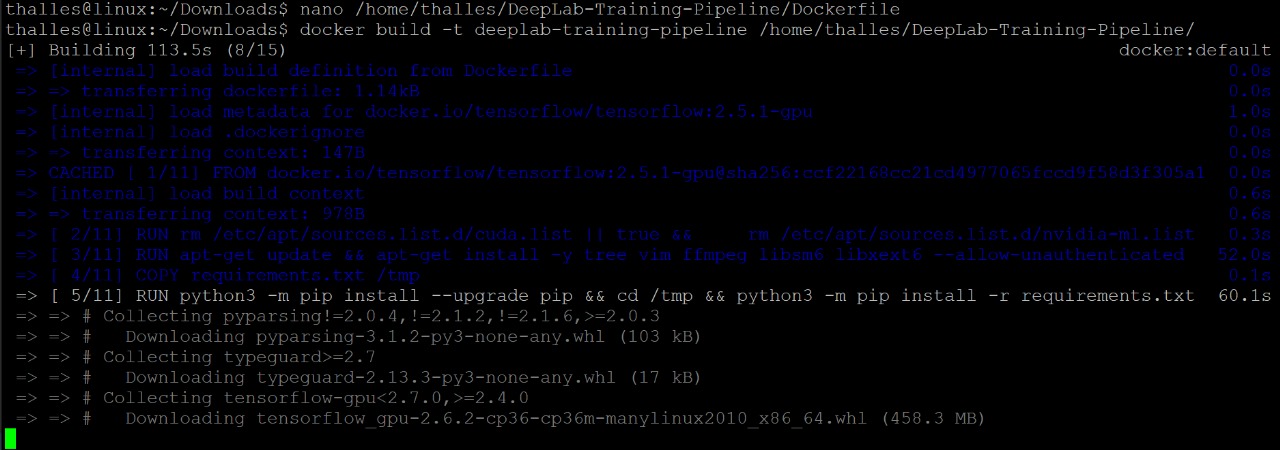 thalles@linux:~/Downloads$ nano /home/thalles/DeepLab-Training-Pipeline/Dockerfile
thalles@linux:~/Downloads$ docker build -t deeplab-training-pipeline /home/thalles/DeepLab-Training-Pipeline/
[+] Building 113.5s (8/15) docker:default
=> [internal] load build definition from Dockerfile 0.0s
=> => transferring dockerfile: 1.14kB 0.0s
=> [internal] load metadata for docker.io/tensorflow/tensorflow:2.5.1-gpu 1.0s
=> [internal] load .dockerignore 0.0s
=> => transferring context: 147B 0.0s
=> CACHED [ 1/11] FROM docker.io/tensorflow/tensorflow:2.5.1-gpu@sha256:ccf22168ce21cd4977065fccd9f58d3f305a1 0.0s
=> [internal] load build context 0.6s
=> => transferring context: 978B 0.6s
=> [ 2/11] RUN rm /etc/apt/sources.list.d/cuda.list || true && rm /etc/apt/sources.list.d/nvidia-ml.list 0.3s
=> [ 3/11] RUN apt-get update && apt-get install -y tree vim ffmpeg libsm6 libxext6 --allow-unauthenticated 52.0s
=> [ 4/11] COPY requirements.txt /tmp 0.1s
=> [ 5/11] RUN python3 -m pip install --upgrade pip && cd /tmp && python3 -m pip install -r requirements.txt 60.1s
=> => # Collecting pyparsing!=2.0.4,!=2.1.2,!=2.1.6,>=2.0.3
=> => # Downloading pyparsing-3.1.2-py3-none-any.whl (103 kB)
=> => # Collecting typeguard>=2.7
=> => # Downloading typeguard-2.13.3-py3-none-any.whl (17 kB)
=> => # Collecting tensorflow-gpu<2.7.0,>=2.4.0
=> => # Downloading tensorflow_gpu-2.6.2-cp36-cp36m-manylinux2010_x86_64.whl (458.3 MB)